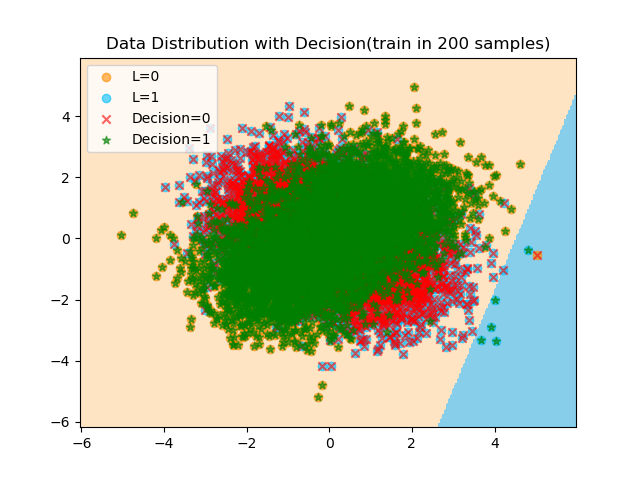 Data Distribution with Decision(train in 200 samples)
L=0
L=1
Decision=0
Decision=1
4
2
0
−2
−4
−6
−6
−4
−2
0
2
4